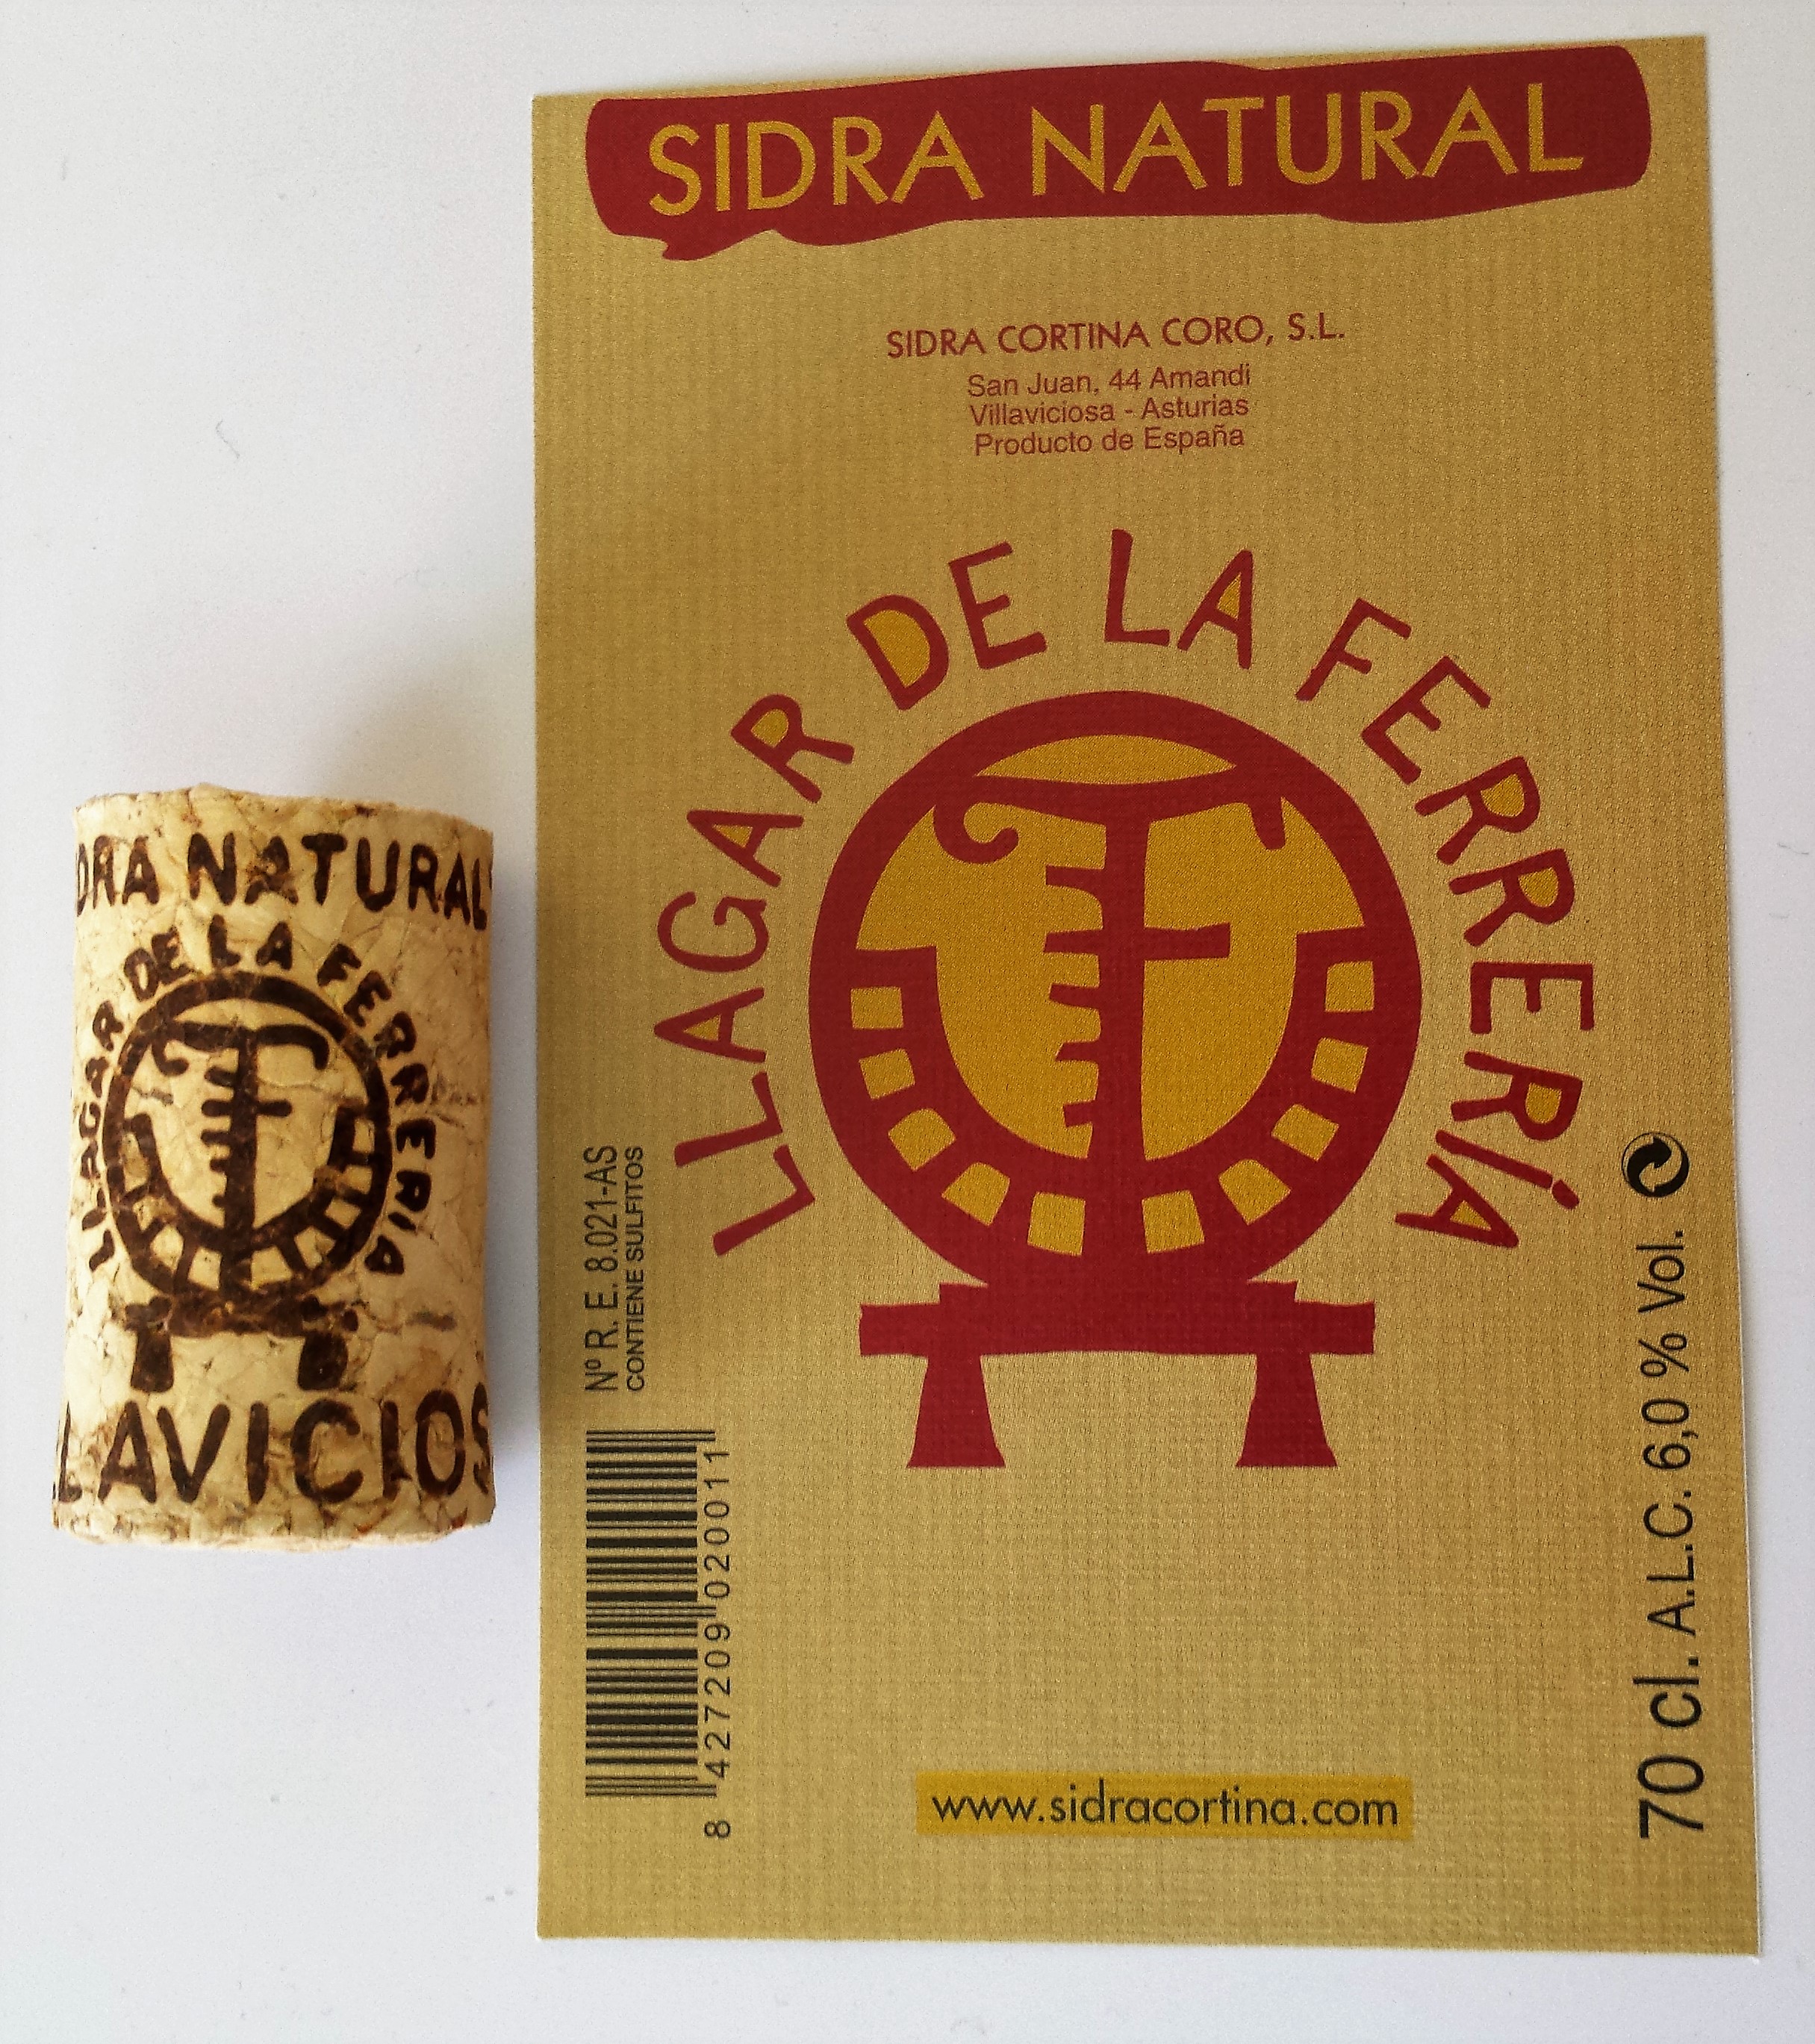 DRA NATURAL
LLAGAR DE LA FERRERIA
LAVICIOS
SIDRA NATURAL
SIDRA CORTINA CORO, S.L.
San Juan, 44 Amandi
Villaviciosa - Asturias
Producto de España
LLAGAR DE LA FERRERÍA
Nº R. E. 8.021-AS
CONTIENE SULFITOS
8 427209 020011
www.sidracortina.com
70 cl. A.L.C. 6,0 % Vol.